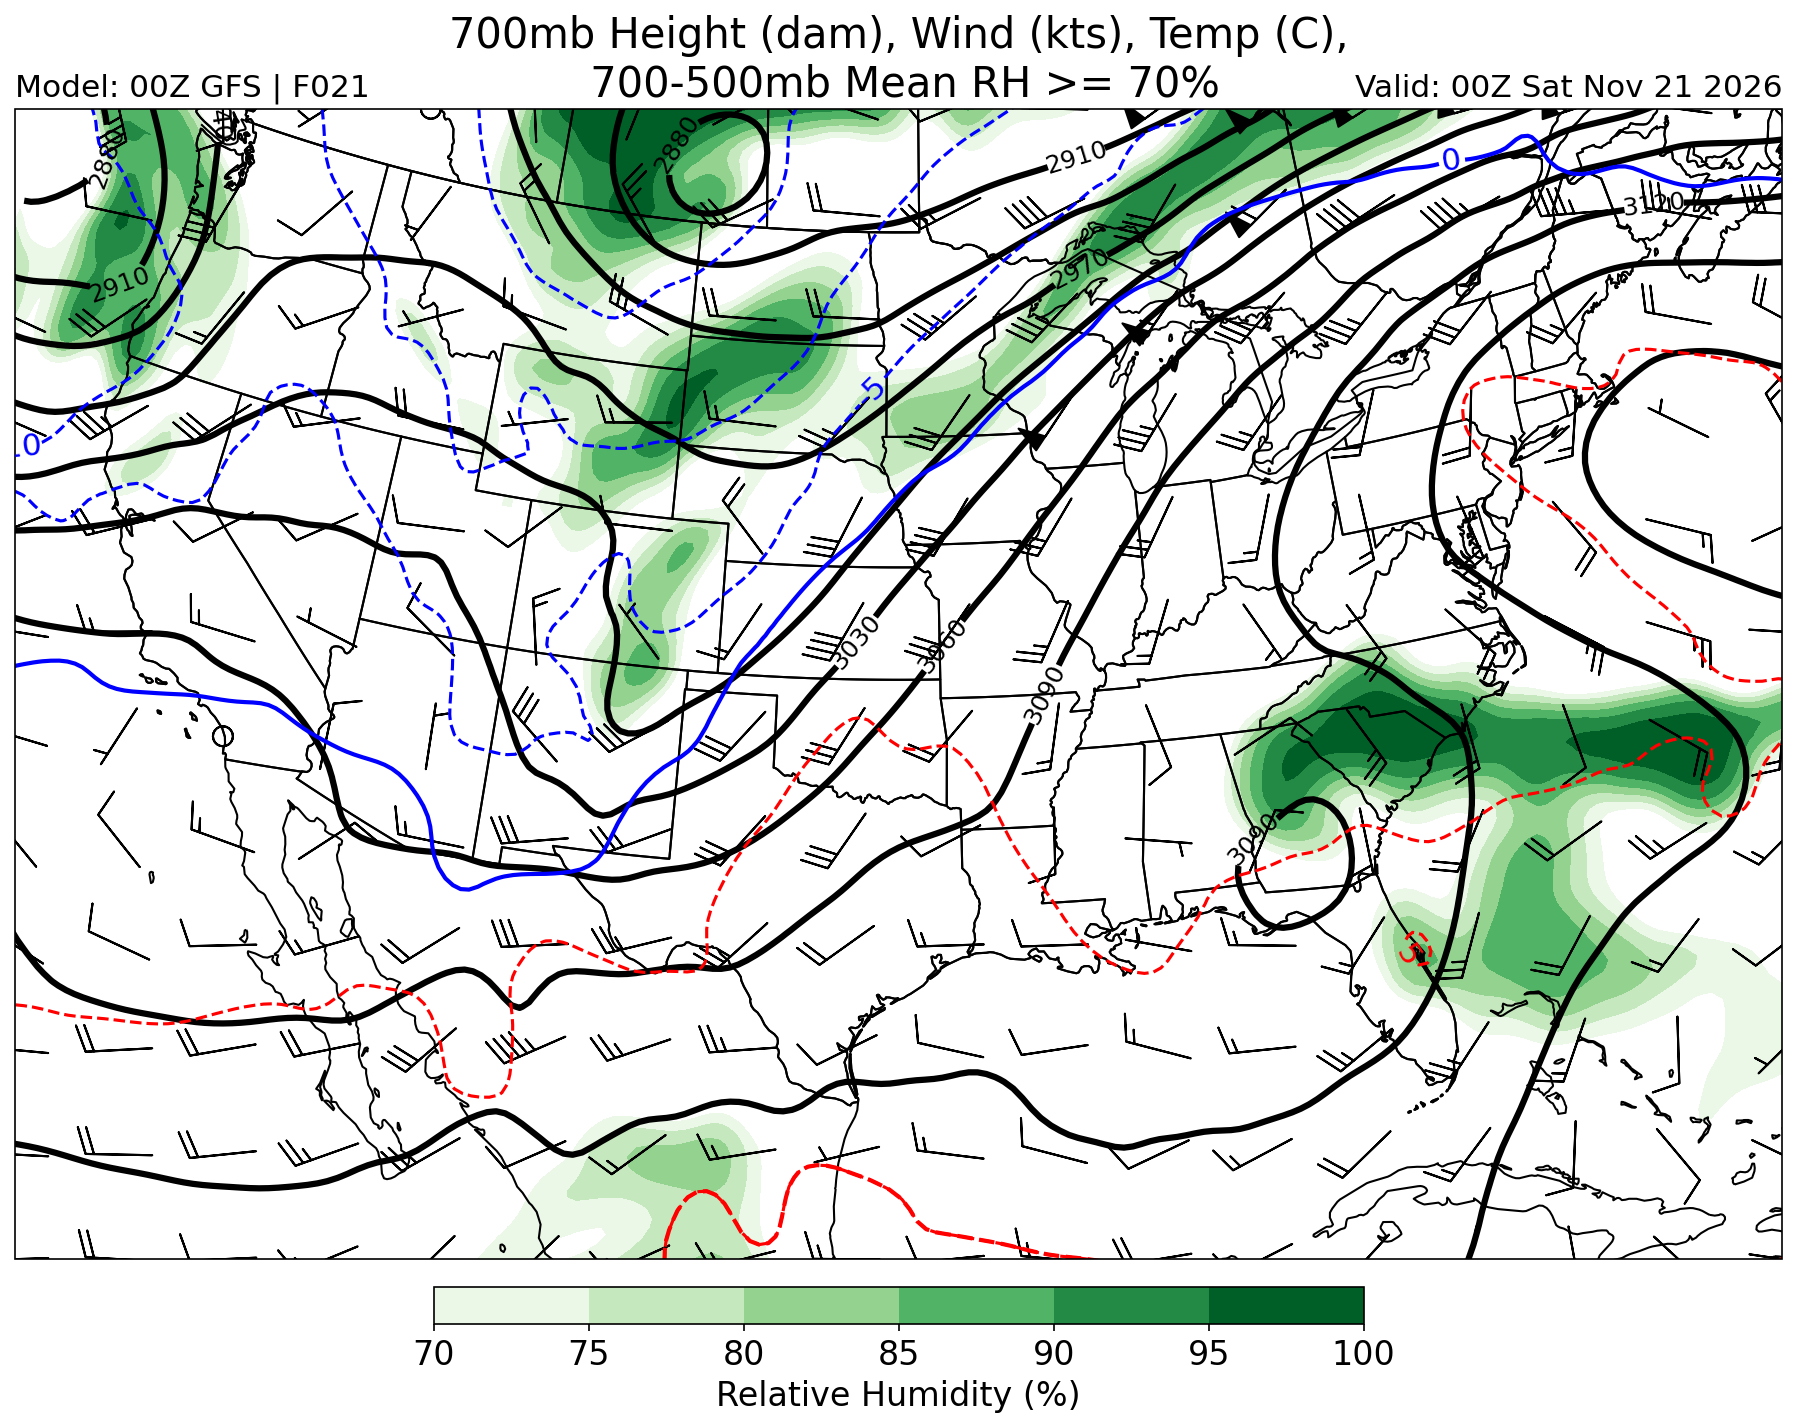 700mb Height (dam), Wind (kts), Temp (C),
700-500mb Mean RH >= 70%
Model: 00Z GFS | F021
Valid: 00Z Sat Nov 21 2026
2880
2880
2910
0
3120
2910
2970
-5
0
3030
3060
3090
3090
5
70 75 80 85 90 95 100
Relative Humidity (%)